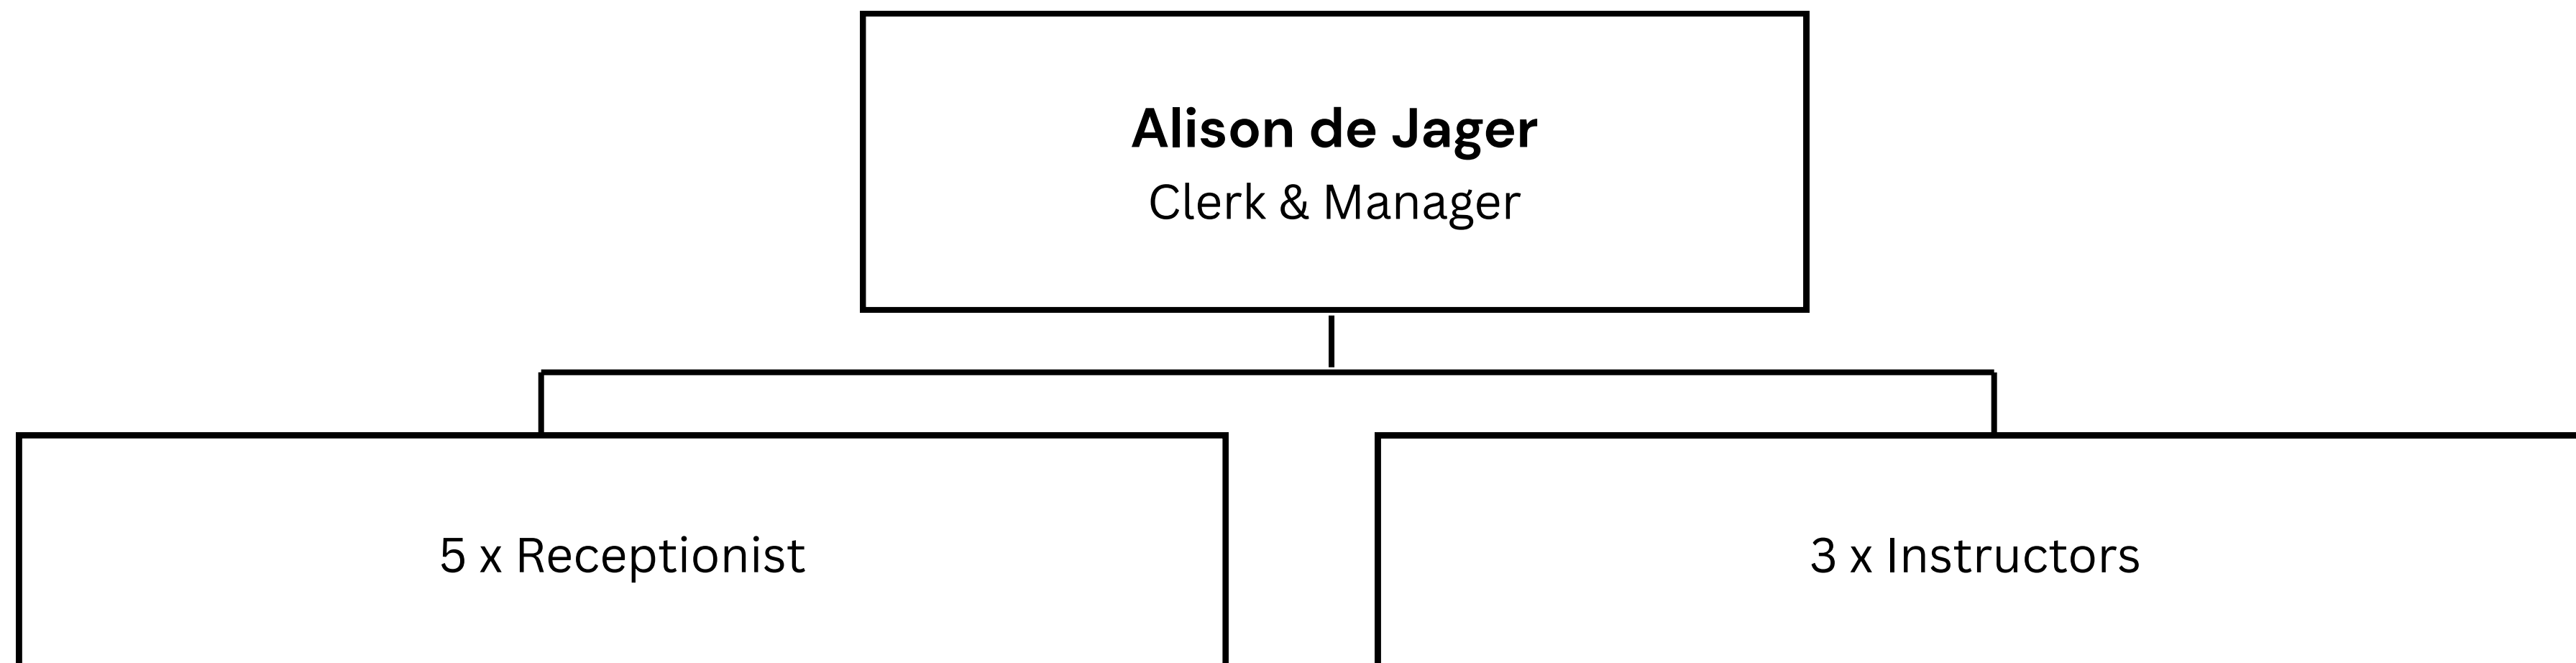 Alison de Jager
Clerk & Manager
5 x Receptionist
3 x Instructors